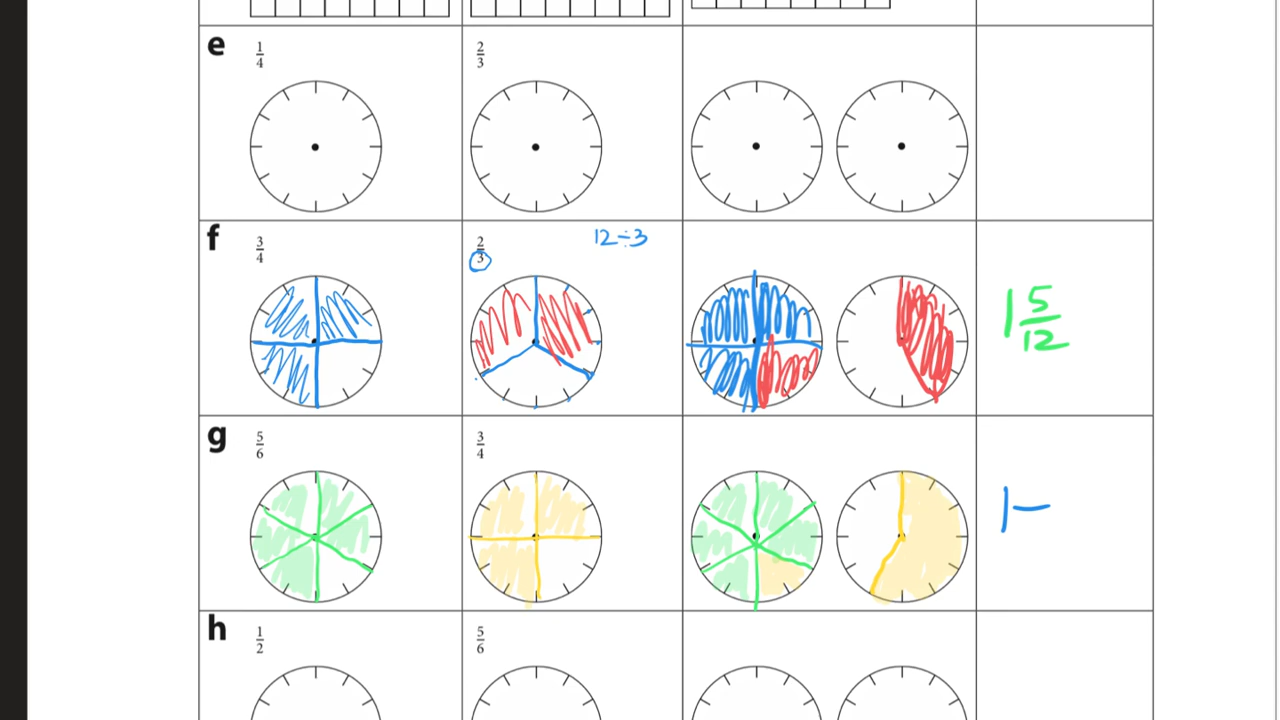 e 1/4 2/3
f 3/4 2/3 12÷3 1 5/12
g 5/6 3/4 1 —
h 1/2 5/6